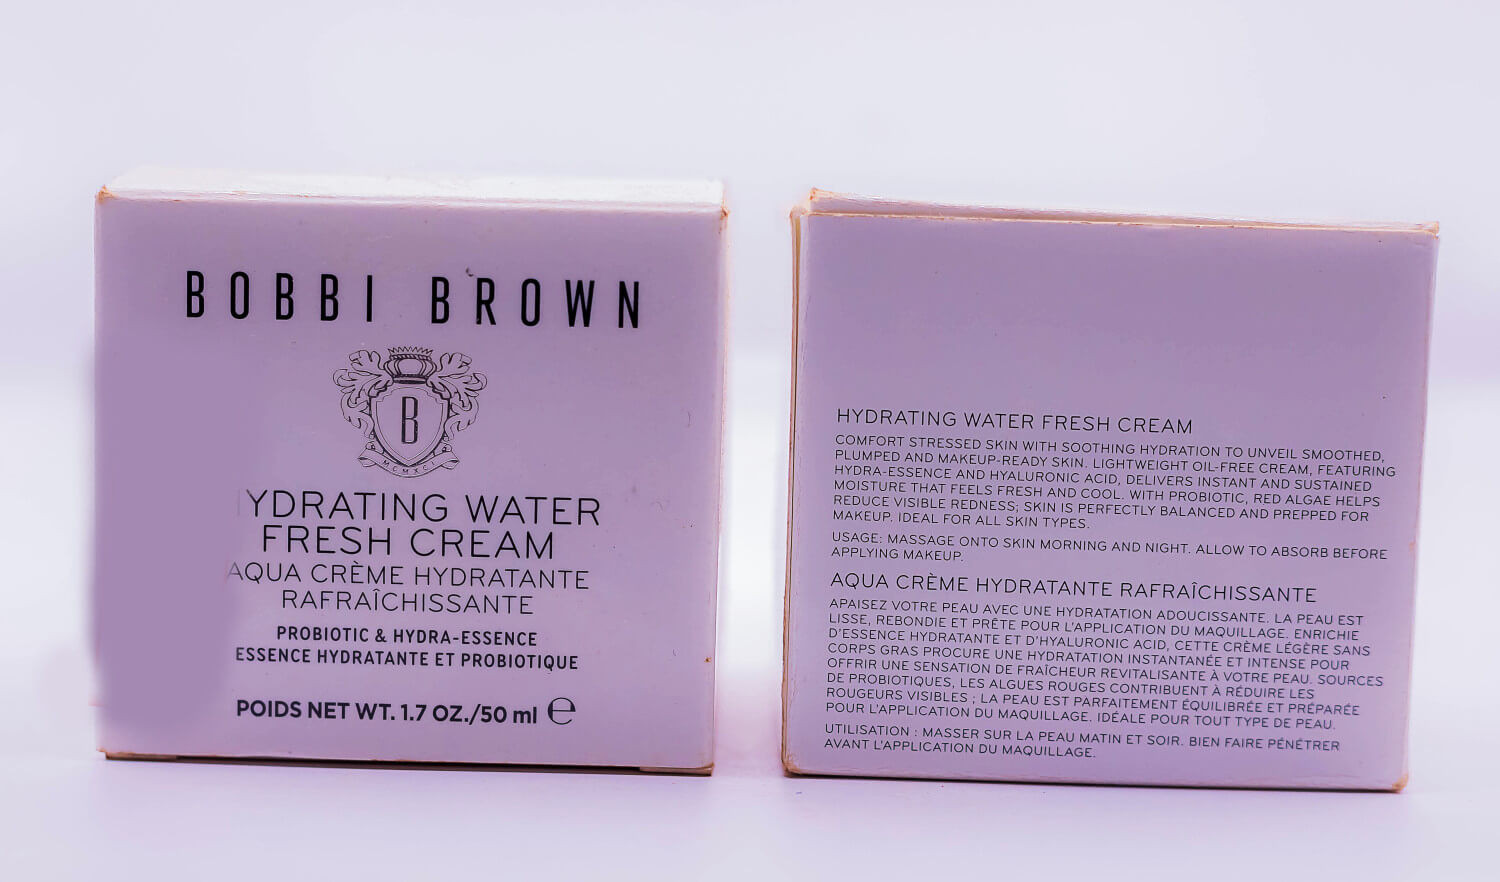 BOBBI BROWN
B
MCMXCI
YDRATING WATER
FRESH CREAM
AQUA CRÈME HYDRATANTE
RAFRAÎCHISSANTE
PROBIOTIC & HYDRA-ESSENCE
ESSENCE HYDRATANTE ET PROBIOTIQUE
POIDS NET WT. 1.7 OZ./50 ml ℮
HYDRATING WATER FRESH CREAM
COMFORT STRESSED SKIN WITH SOOTHING HYDRATION TO UNVEIL SMOOTHED,
PLUMPED AND MAKEUP-READY SKIN. LIGHTWEIGHT OIL-FREE CREAM, FEATURING
HYDRA-ESSENCE AND HYALURONIC ACID, DELIVERS INSTANT AND SUSTAINED
MOISTURE THAT FEELS FRESH AND COOL. WITH PROBIOTIC, RED ALGAE HELPS
REDUCE VISIBLE REDNESS; SKIN IS PERFECTLY BALANCED AND PREPPED FOR
MAKEUP. IDEAL FOR ALL SKIN TYPES.
USAGE: MASSAGE ONTO SKIN MORNING AND NIGHT. ALLOW TO ABSORB BEFORE
APPLYING MAKEUP.
AQUA CRÈME HYDRATANTE RAFRAÎCHISSANTE
APAISEZ VOTRE PEAU AVEC UNE HYDRATATION ADOUCISSANTE. LA PEAU EST
LISSE, REBONDIE ET PRÊTE POUR L'APPLICATION DU MAQUILLAGE. ENRICHIE
D'ESSENCE HYDRATANTE ET D'HYALURONIC ACID, CETTE CRÈME LÉGÈRE SANS
CORPS GRAS PROCURE UNE HYDRATATION INSTANTANÉE ET INTENSE POUR
OFFRIR UNE SENSATION DE FRAÎCHEUR REVITALISANTE À VOTRE PEAU. SOURCES
DE PROBIOTIQUES, LES ALGUES ROUGES CONTRIBUENT À RÉDUIRE LES
ROUGEURS VISIBLES ; LA PEAU EST PARFAITEMENT ÉQUILIBRÉE ET PRÉPARÉE
POUR L'APPLICATION DU MAQUILLAGE. IDÉALE POUR TOUT TYPE DE PEAU.
UTILISATION : MASSER SUR LA PEAU MATIN ET SOIR. BIEN FAIRE PÉNÉTRER
AVANT L'APPLICATION DU MAQUILLAGE.